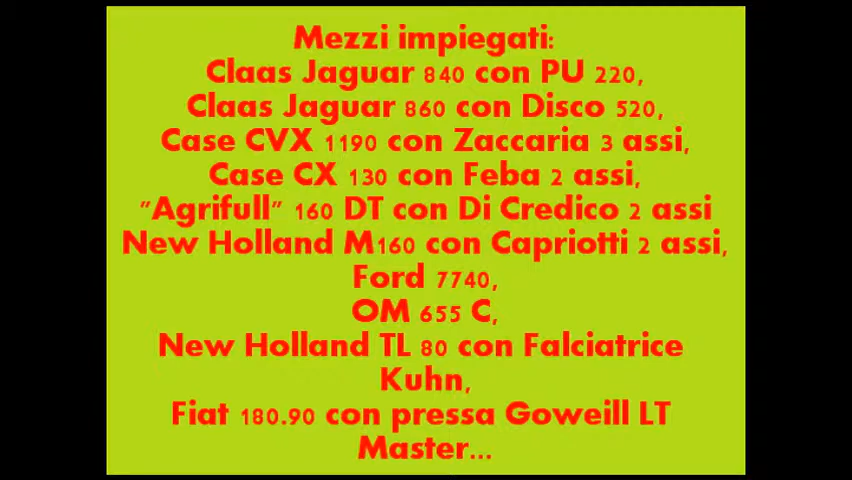 Mezzi impiegati:
Claas Jaguar 840 con PU 220,
Claas Jaguar 860 con Disco 520,
Case CVX 1190 con Zaccaria 3 assi,
Case CX 130 con Feba 2 assi,
"Agrifull" 160 DT con Di Credico 2 assi
New Holland M160 con Capriotti 2 assi,
Ford 7740,
OM 655 C,
New Holland TL 80 con Falciatrice
Kuhn,
Fiat 180.90 con pressa Goweill LT
Master...